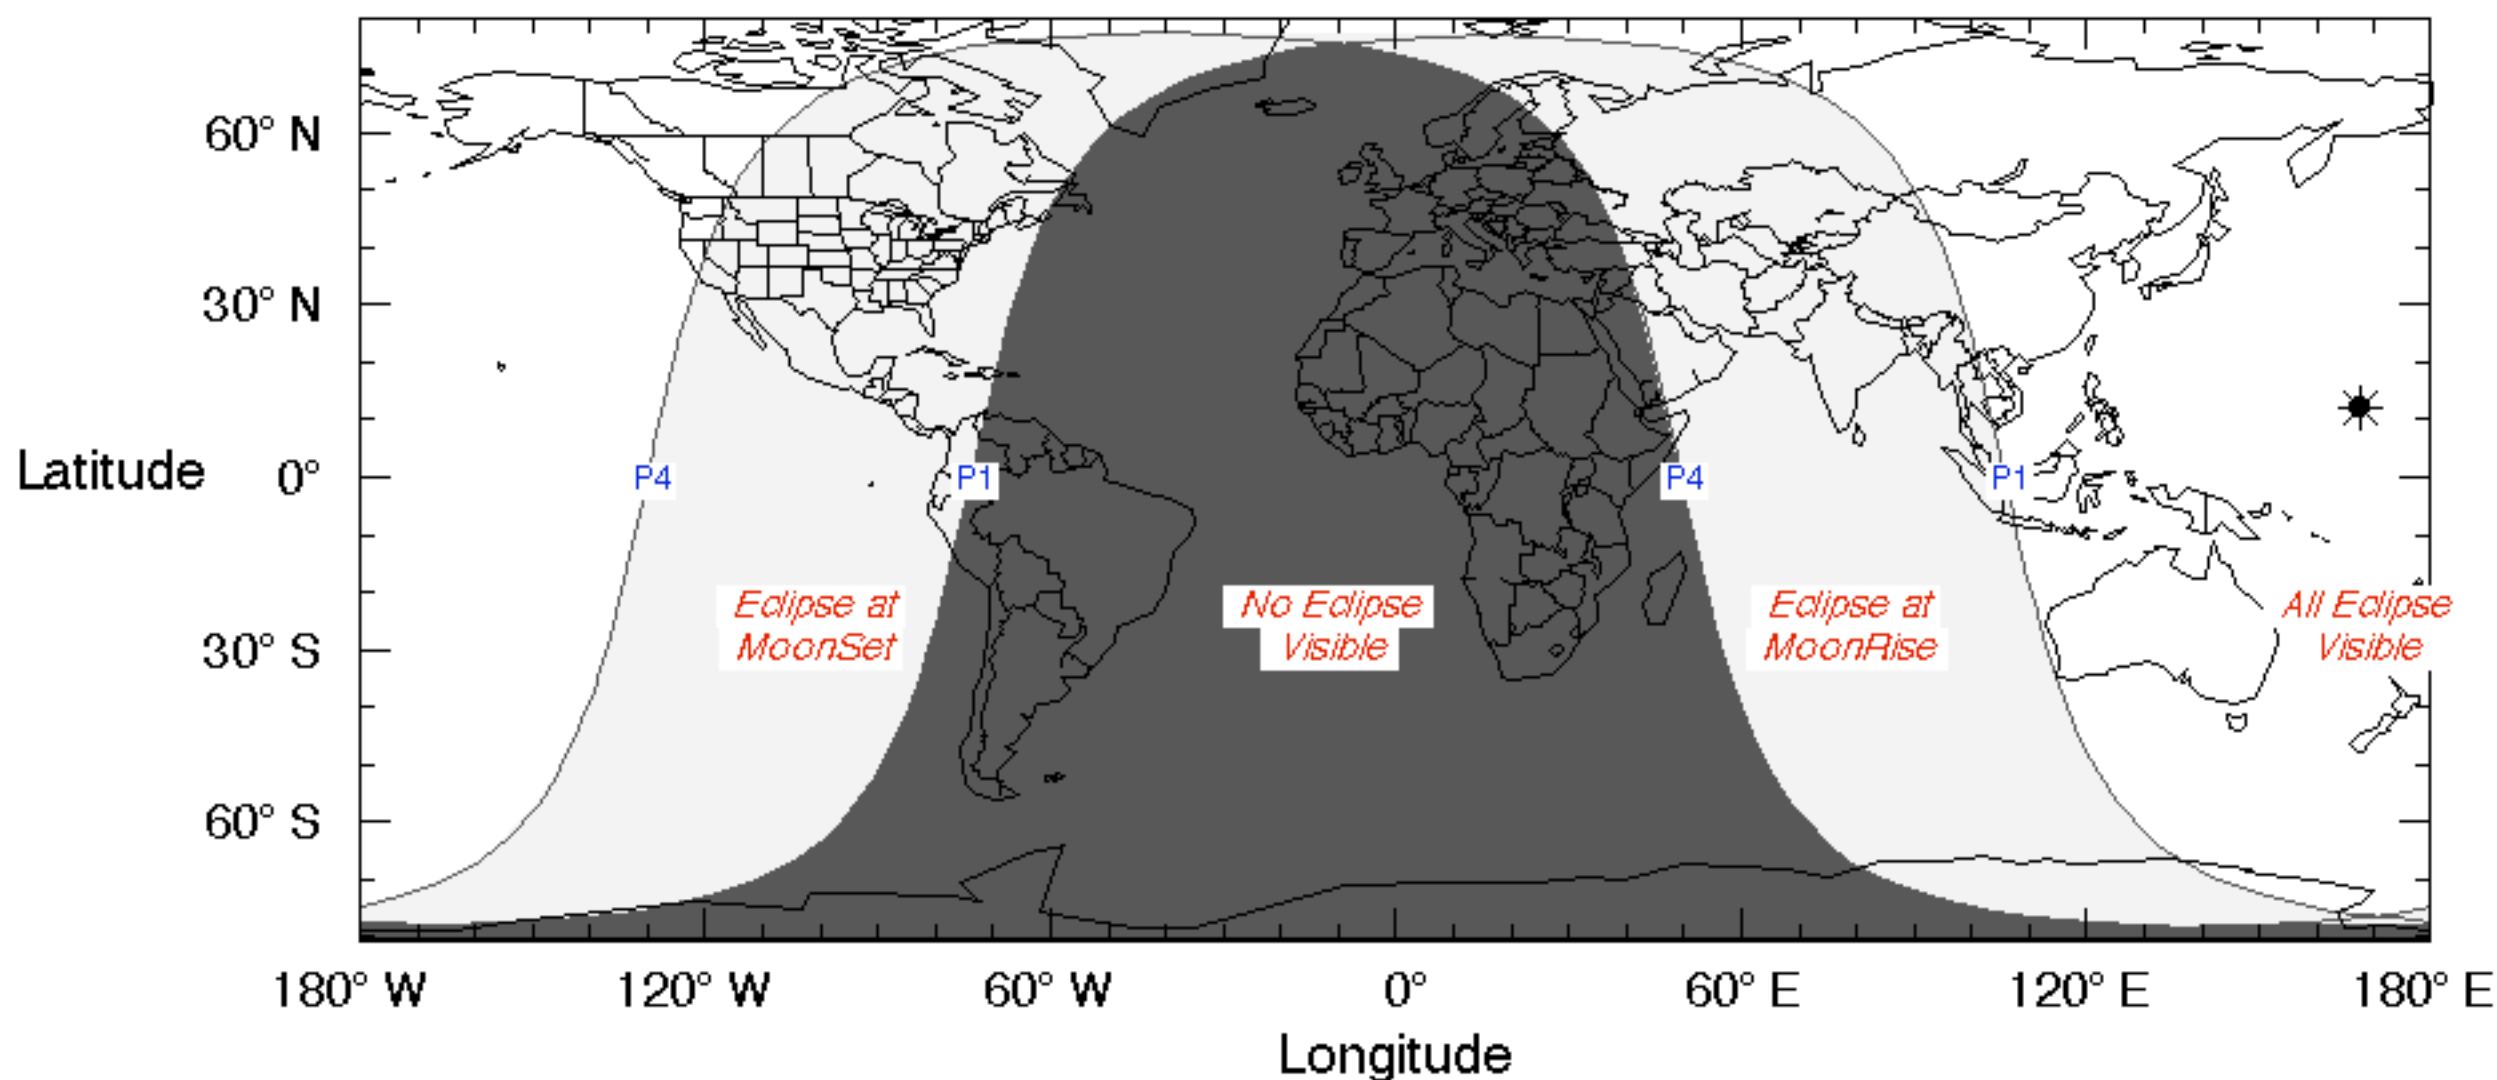 60° N
30° N
Latitude 0°
P4 P1 P4 P1
Eclipse at No Eclipse Eclipse at All Eclipse
MoonSet Visible MoonRise Visible
30° S
60° S
180° W 120° W 60° W 0° 60° E 120° E 180° E
Longitude